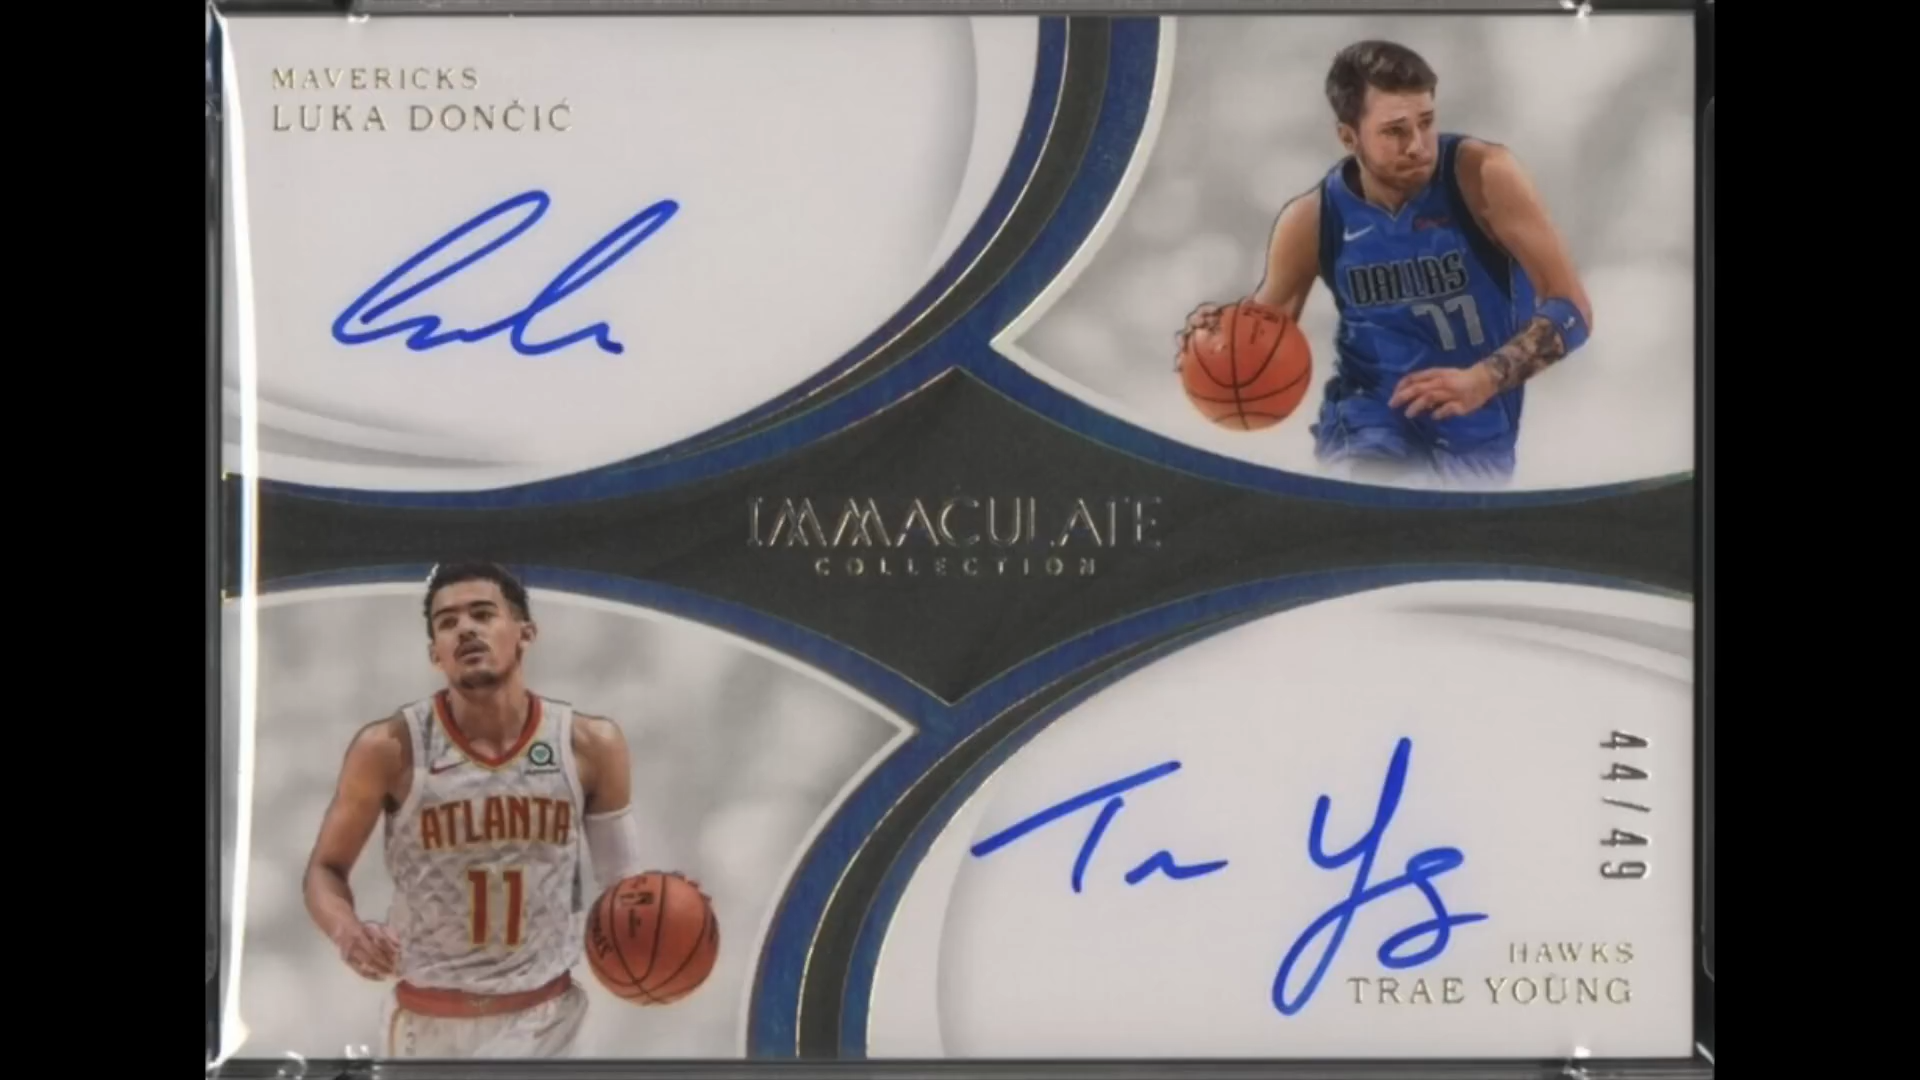 MAVERICKS
LUKA DONČIĆ
DALLAS
77
IMMACULATE
COLLECTION
ATLANTA
11
44/49
HAWKS
TRAE YOUNG